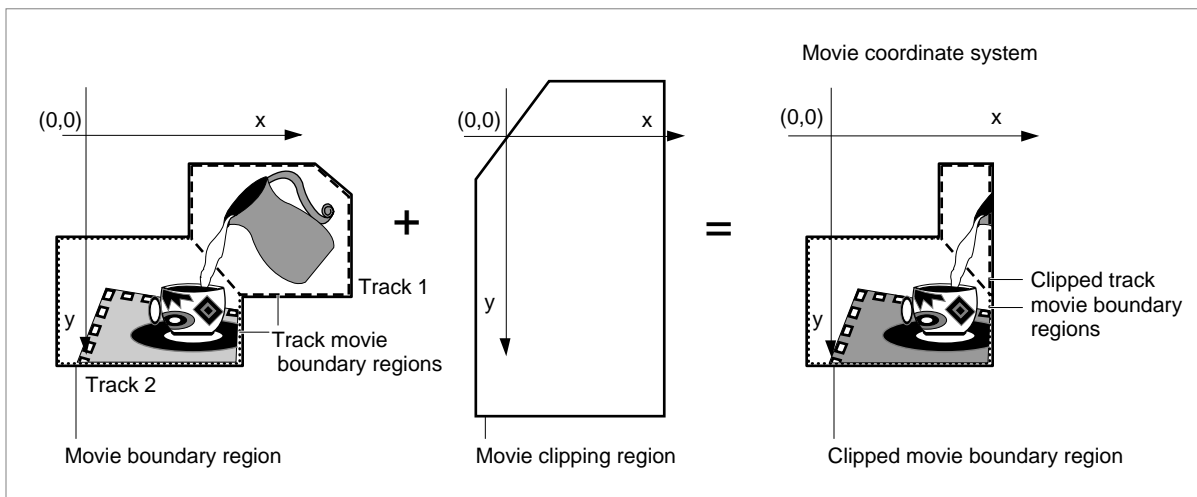 Movie coordinate system
(0,0)
x
y
Track 1
Track movie
boundary regions
Track 2
Movie boundary region
+
(0,0)
x
y
Movie clipping region
=
(0,0)
x
y
Clipped track
movie boundary
regions
Clipped movie boundary region